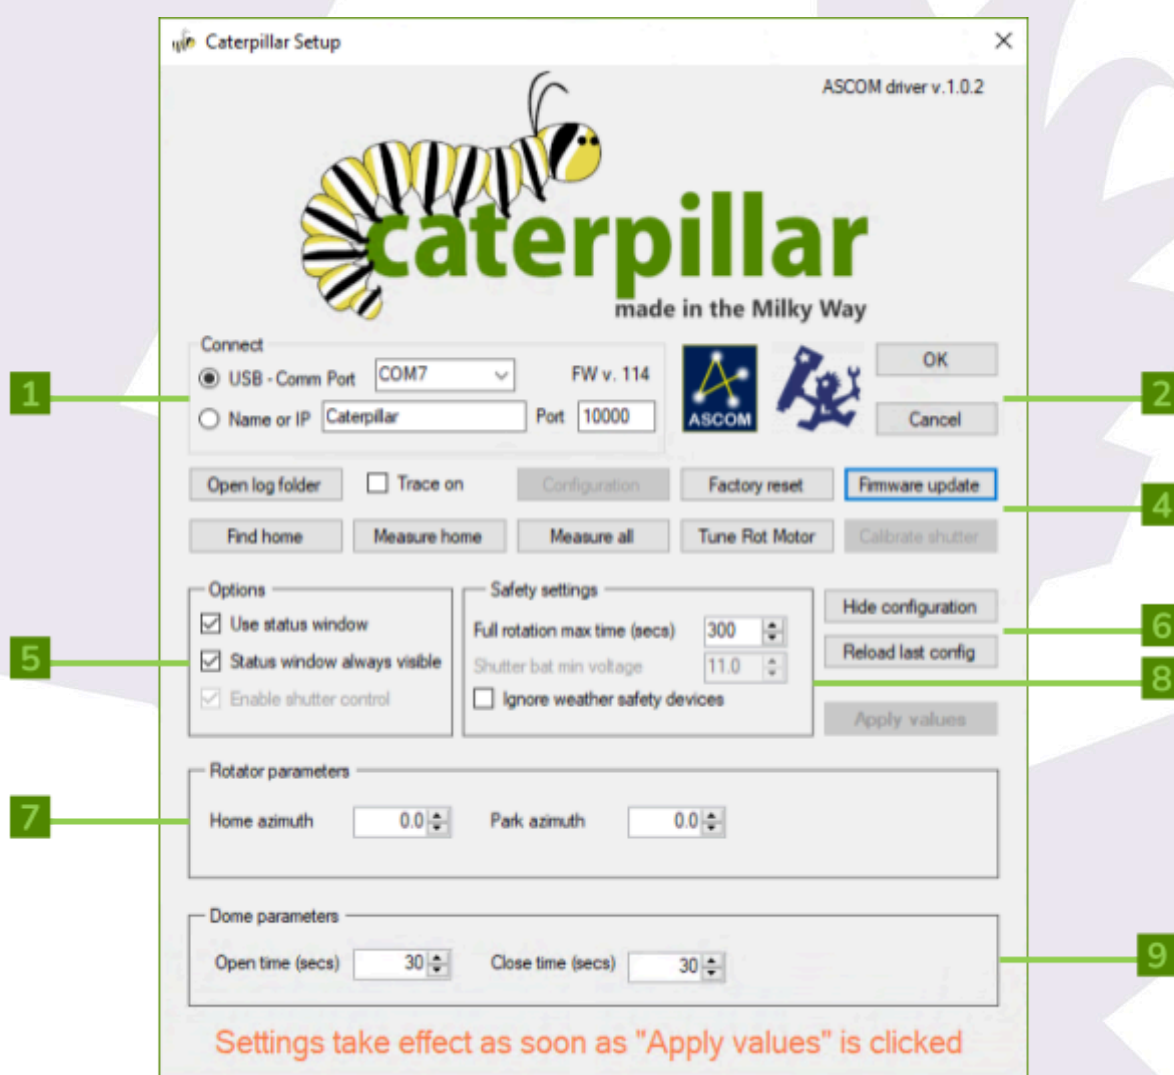 Caterpillar Setup
ASCOM driver v.1.0.2
caterpillar
made in the Milky Way
Connect
USB - Comm Port COM7 FW v. 114
Name or IP Caterpillar Port 10000
ASCOM
OK
Cancel
1
2
Open log folder Trace on Configuration Factory reset Firmware update
4
Find home Measure home Measure all Tune Rot Motor Calibrate shutter
Options
Use status window
Status window always visible
Enable shutter control
5
Safety settings
Full rotation max time (secs) 300
Shutter bat min voltage 11.0
Ignore weather safety devices
Hide configuration
6
Reload last config
8
Apply values
Rotator parameters
7
Home azimuth 0.0 Park azimuth 0.0
Dome parameters
Open time (secs) 30 Close time (secs) 30
9
Settings take effect as soon as "Apply values" is clicked